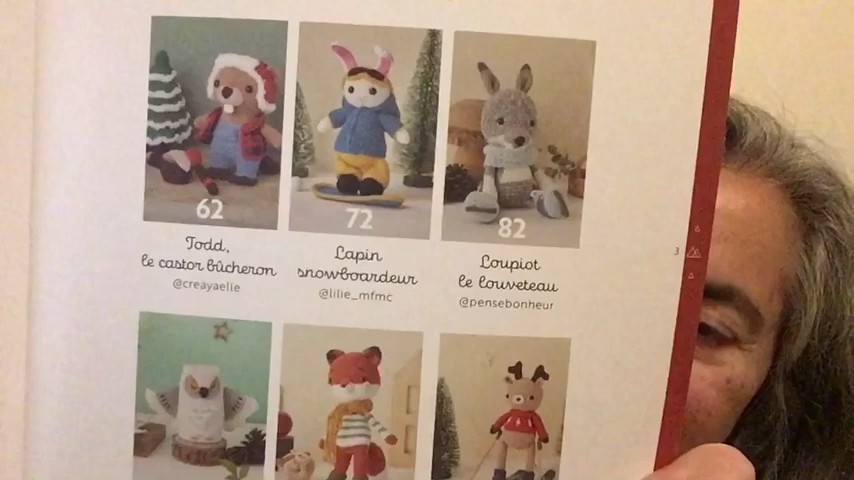 62
72
82
Todd,
le castor bûcheron
@creayaelle
Lapin
snowboardeur
@lilie_mfmc
Loupiot
le louveteau
@pensebonheur
3